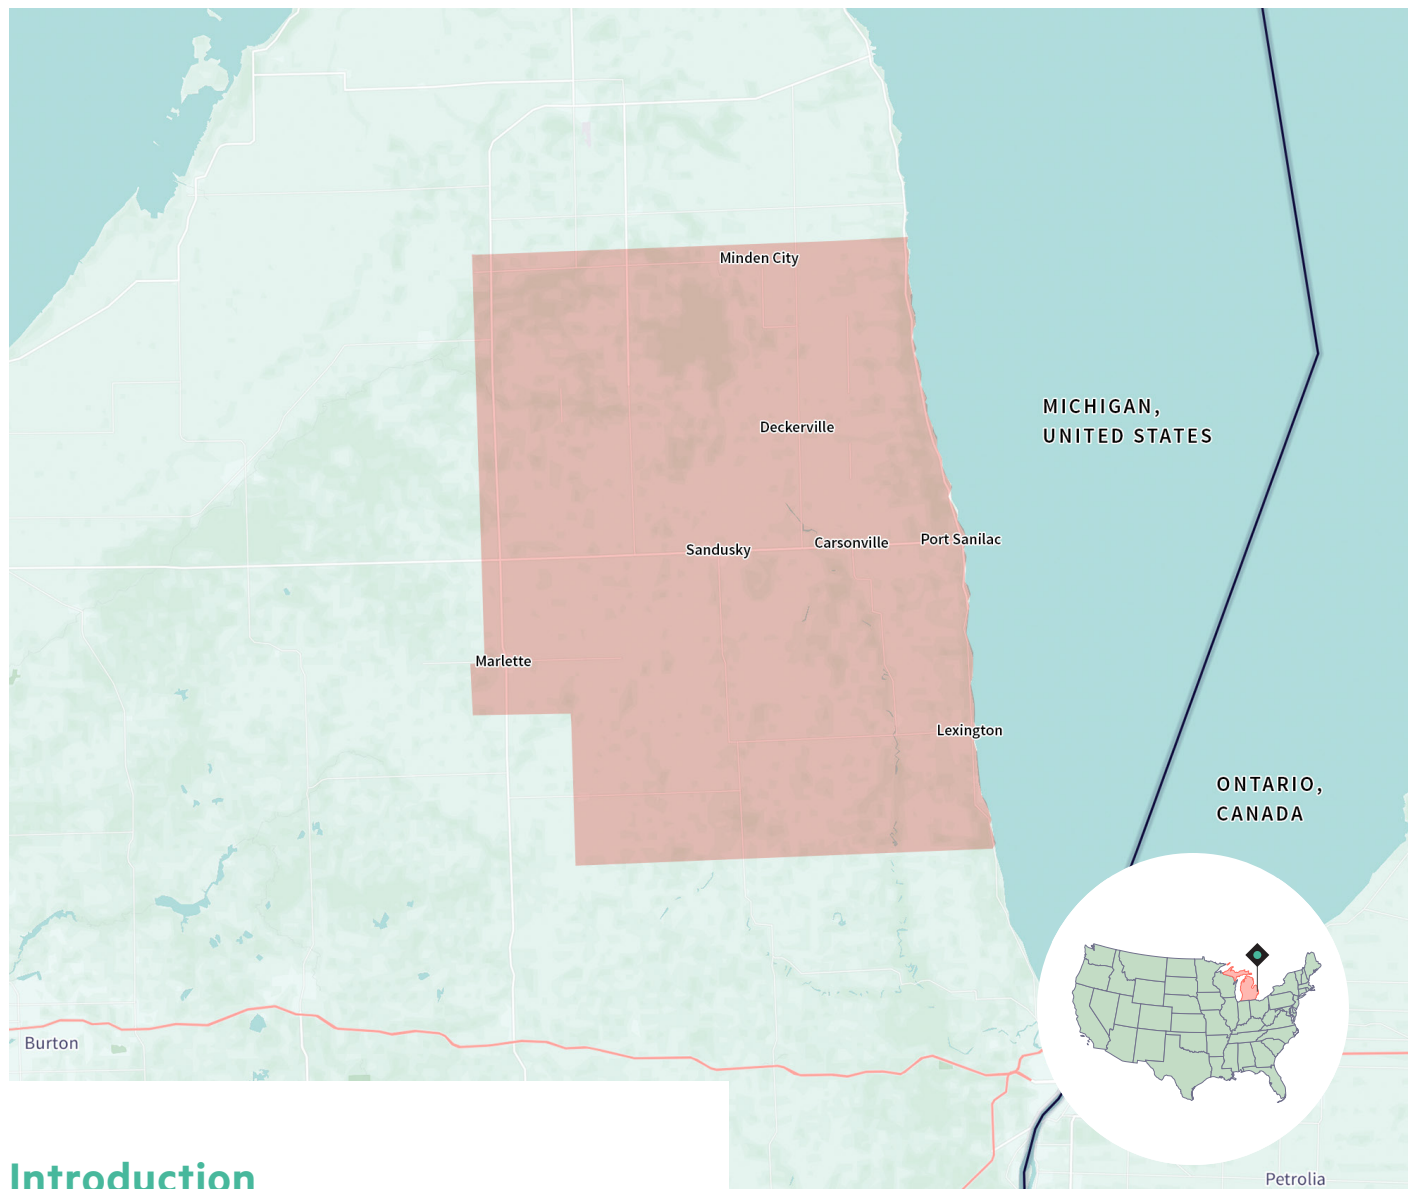 Minden City
MICHIGAN,
UNITED STATES
Deckerville
Sandusky
Carsonville
Port Sanilac
Marlette
Lexington
ONTARIO,
CANADA
Burton
Petrolia
Introduction